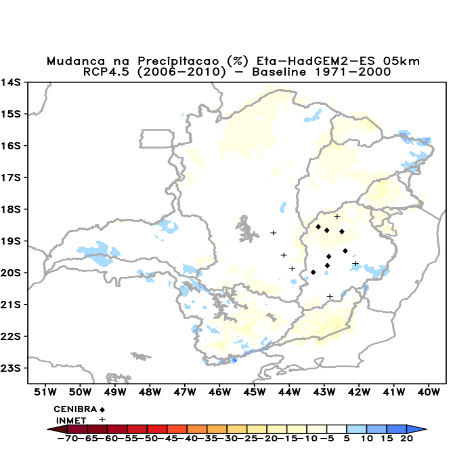 Mudanca na Precipitacao (%) Eta-HadGEM2-ES 05km
RCP4.5 (2006-2010) - Baseline 1971-2000
14S
15S
16S
17S
18S
19S
20S
21S
22S
23S
51W 50W 49W 48W 47W 46W 45W 44W 43W 42W 41W 40W
CENIBRA
INMET
-70 -65 -60 -55 -50 -45 -40 -35 -30 -25 -20 -15 -10 -5 5 10 15 20